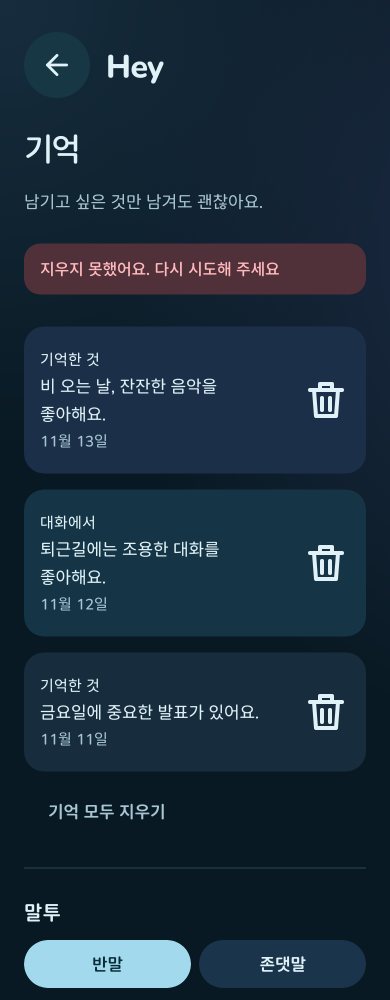 Hey
기억
남기고 싶은 것만 남겨도 괜찮아요.
지우지 못했어요. 다시 시도해 주세요
기억한 것
비 오는 날, 잔잔한 음악을
좋아해요.
11월 13일
대화에서
퇴근길에는 조용한 대화를
좋아해요.
11월 12일
기억한 것
금요일에 중요한 발표가 있어요.
11월 11일
기억 모두 지우기
말투
반말
존댓말